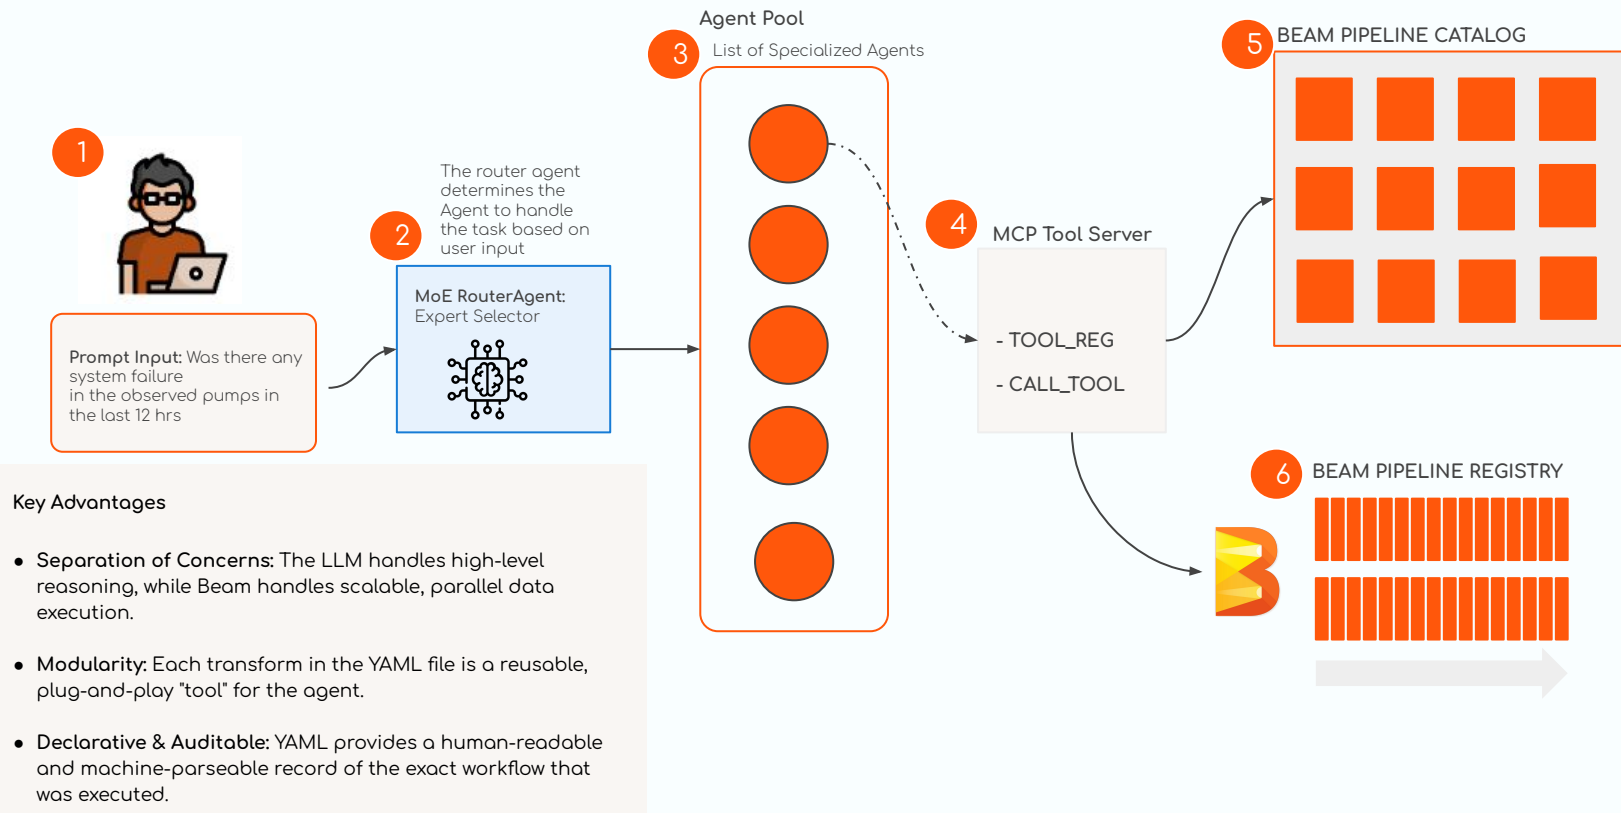 Agent Pool
3
List of Specialized Agents
5
BEAM PIPELINE CATALOG
1
The router agent
determines the
Agent to handle
the task based on
user input
2
4
MCP Tool Server
MoE RouterAgent:
Expert Selector
Prompt Input: Was there any
system failure
in the observed pumps in
the last 12 hrs
- TOOL_REG
- CALL_TOOL
6
BEAM PIPELINE REGISTRY
Key Advantages
● Separation of Concerns: The LLM handles high-level
reasoning, while Beam handles scalable, parallel data
execution.
● Modularity: Each transform in the YAML file is a reusable,
plug-and-play "tool" for the agent.
● Declarative & Auditable: YAML provides a human-readable
and machine-parseable record of the exact workflow that
was executed.